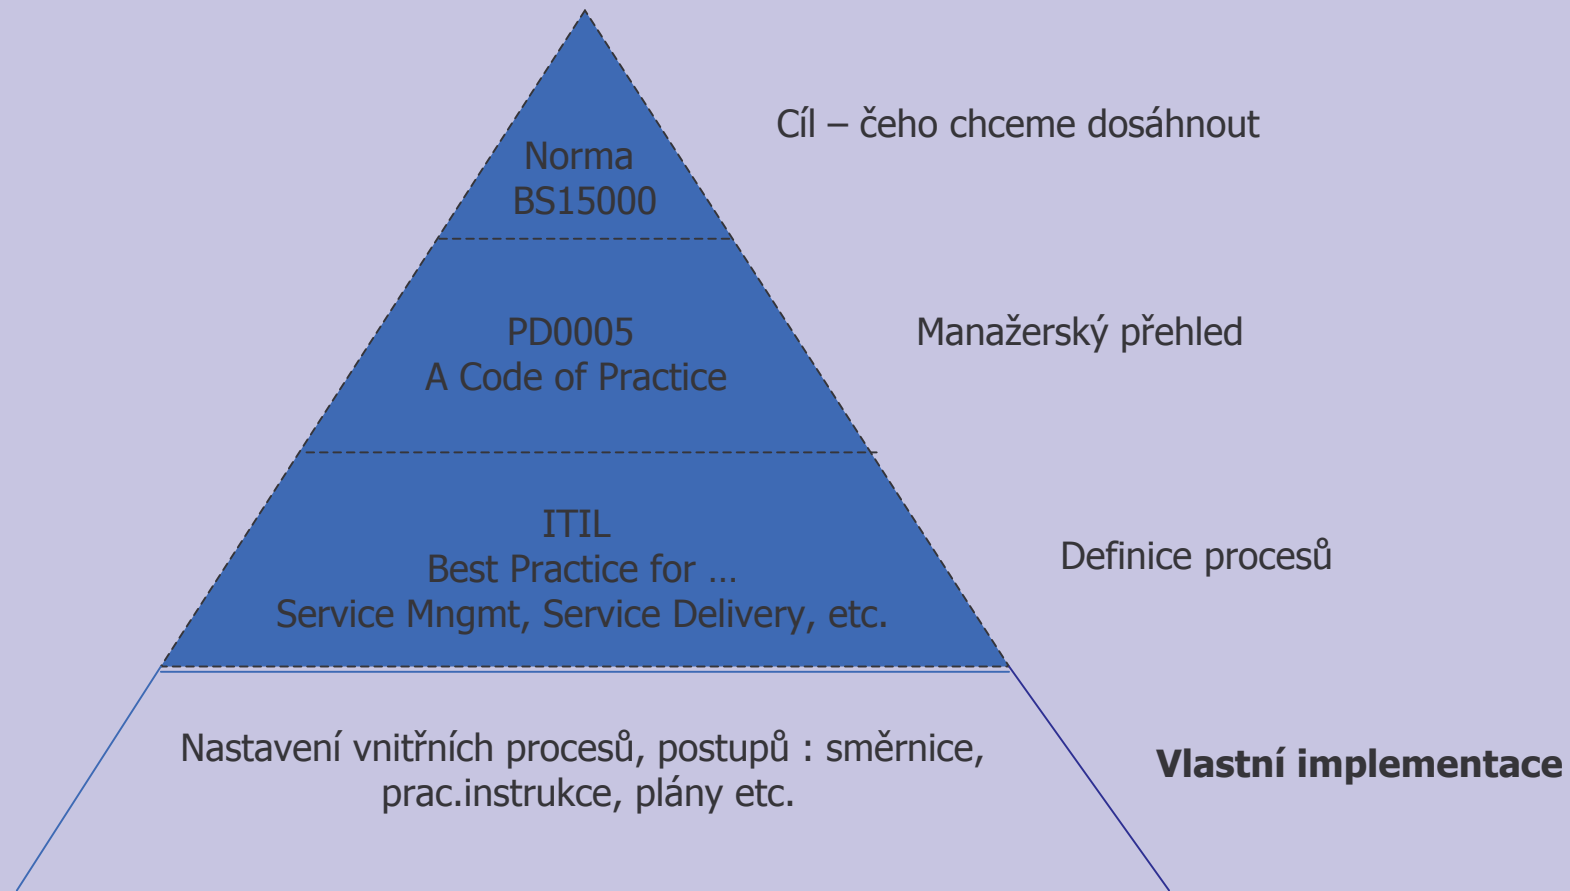 Cíl – čeho chceme dosáhnout
Norma
BS15000
PD0005
A Code of Practice
Manažerský přehled
ITIL
Best Practice for …
Service Mngmt, Service Delivery, etc.
Definice procesů
Nastavení vnitřních procesů, postupů : směrnice,
prac.instrukce, plány etc.
Vlastní implementace